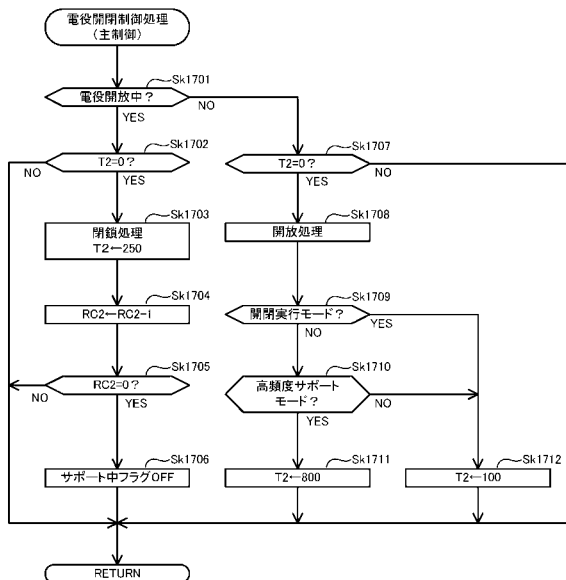 電役開閉制御処理
(主制御)
Sk1701
電役開放中?
NO
YES
Sk1702
T2=0?
NO
YES
Sk1703
閉鎖処理
T2←250
Sk1704
RC2←RC2-1
Sk1705
RC2=0?
NO
YES
Sk1706
サポート中フラグOFF
Sk1707
T2=0?
NO
YES
Sk1708
開放処理
Sk1709
開閉実行モード?
YES
NO
Sk1710
高頻度サポート
モード?
NO
YES
Sk1711
T2←800
Sk1712
T2←100
RETURN